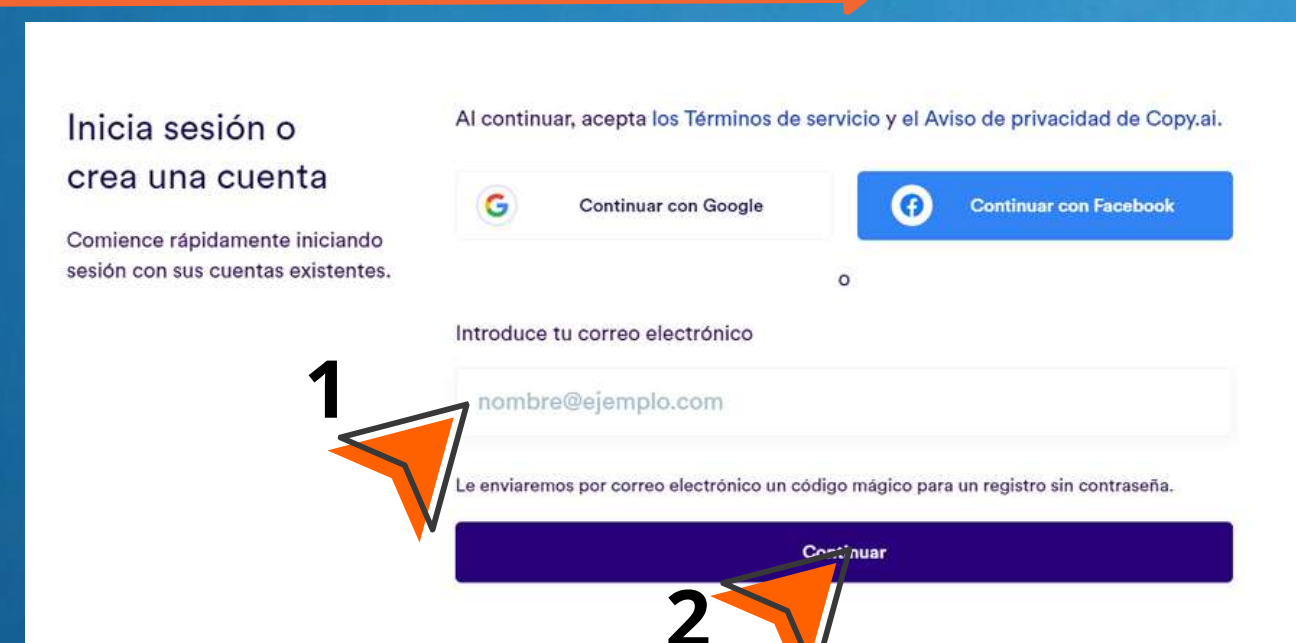 Inicia sesión o
crea una cuenta
Comience rápidamente iniciando
sesión con sus cuentas existentes.
Al continuar, acepta los Términos de servicio y el Aviso de privacidad de Copy.ai.
Continuar con Google
Continuar con Facebook
o
Introduce tu correo electrónico
1
nombre@ejemplo.com
Le enviaremos por correo electrónico un código mágico para un registro sin contraseña.
Continuar
2